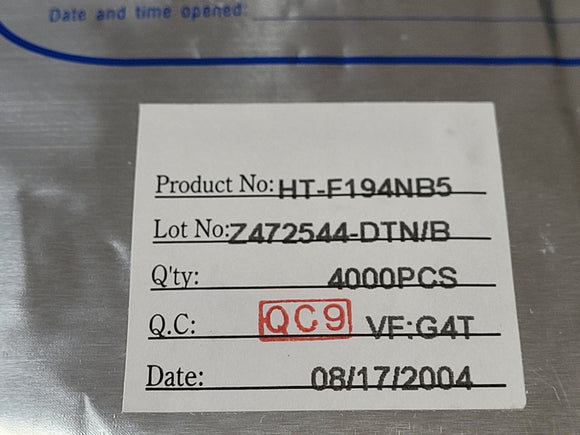 Date and time opened:
Product No: HT-F194NB5
Lot No: Z472544-DTN/B
Q'ty: 4000PCS
Q.C: QC9 VF:G4T
Date: 08/17/2004